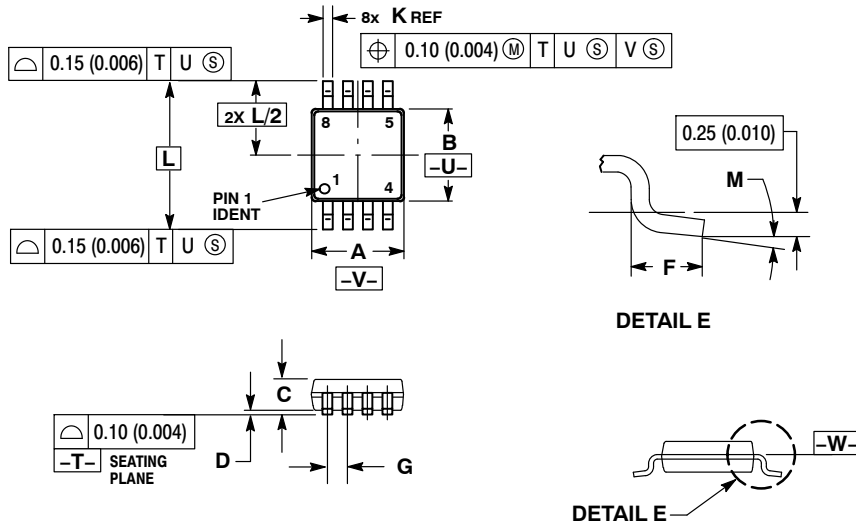 8x K REF
⌖ 0.10 (0.004) Ⓜ T U Ⓢ V Ⓢ
⌓ 0.15 (0.006) T U Ⓢ
2X L/2
8 5
B
L
–U–
0.25 (0.010)
M
PIN 1
IDENT
1 4
⌓ 0.15 (0.006) T U Ⓢ
A
–V–
F
DETAIL E
C
⌓ 0.10 (0.004)
–T– SEATING
PLANE
D
G
–W–
DETAIL E